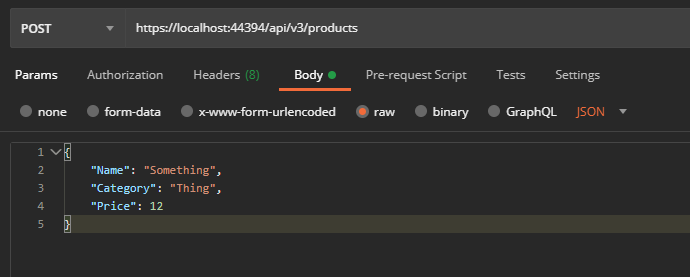 POST https://localhost:44394/api/v3/products
Params Authorization Headers (8) Body Pre-request Script Tests Settings
none form-data x-www-form-urlencoded raw binary GraphQL JSON
1 {
2 "Name": "Something",
3 "Category": "Thing",
4 "Price": 12
5 }